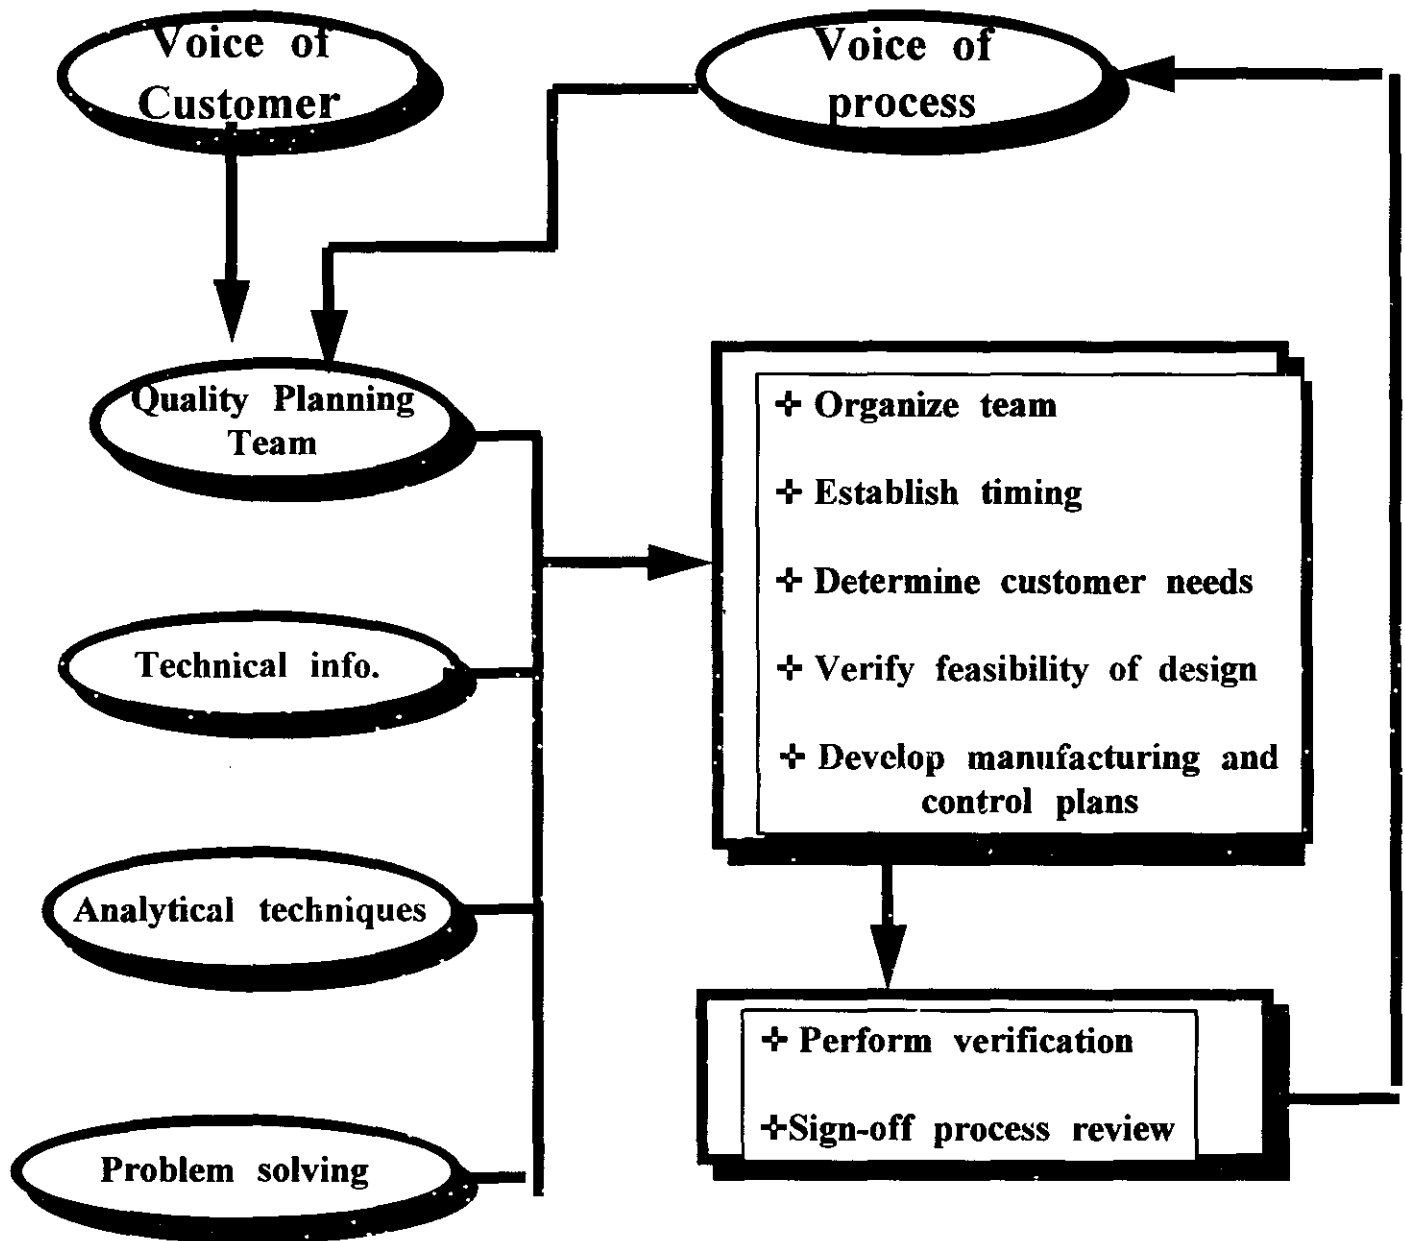 Voice of
Customer
Voice of
process
Quality Planning
Team
Technical info.
Analytical techniques
Problem solving
✣ Organize team
✣ Establish timing
✣ Determine customer needs
✣ Verify feasibility of design
✣ Develop manufacturing and
control plans
✣ Perform verification
✣Sign-off process review